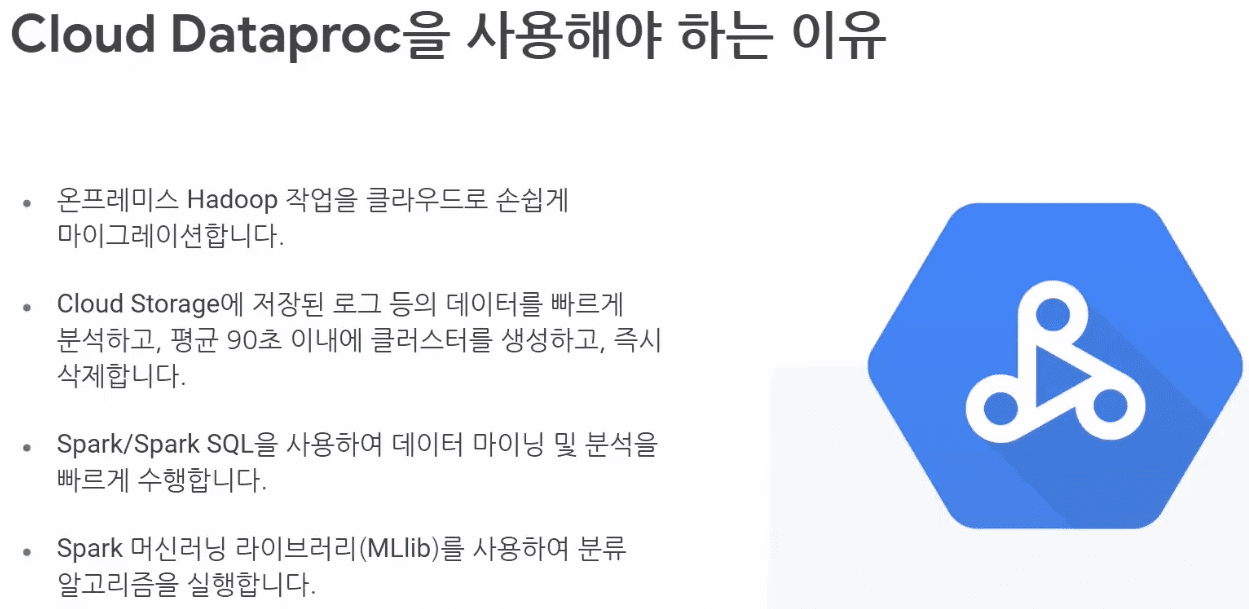 Cloud Dataproc을 사용해야 하는 이유
• 온프레미스 Hadoop 작업을 클라우드로 손쉽게
마이그레이션합니다.
• Cloud Storage에 저장된 로그 등의 데이터를 빠르게
분석하고, 평균 90초 이내에 클러스터를 생성하고, 즉시
삭제합니다.
• Spark/Spark SQL을 사용하여 데이터 마이닝 및 분석을
빠르게 수행합니다.
• Spark 머신러닝 라이브러리(MLlib)를 사용하여 분류
알고리즘을 실행합니다.